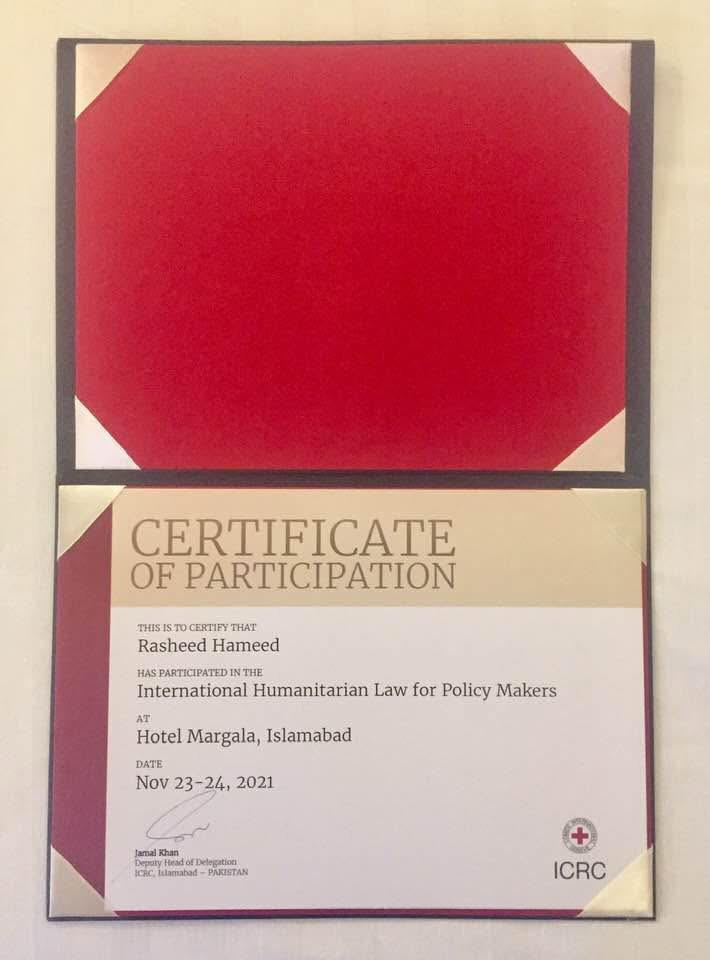 CERTIFICATE
OF PARTICIPATION
THIS IS TO CERTIFY THAT
Rasheed Hameed
HAS PARTICIPATED IN THE
International Humanitarian Law for Policy Makers
AT
Hotel Margala, Islamabad
DATE
Nov 23-24, 2021
Jamal Khan
Deputy Head of Delegation
ICRC, Islamabad – PAKISTAN
ICRC